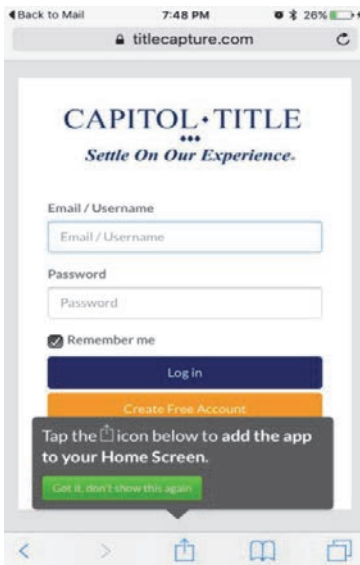 Back to Mail 7:48 PM 26%
titlecapture.com
CAPITOL TITLE
Settle On Our Experience.
Email / Username
Email / Username
Password
Password
Remember me
Log in
Create Free Account
Tap the icon below to add the app
to your Home Screen.
Got it, don't show this again